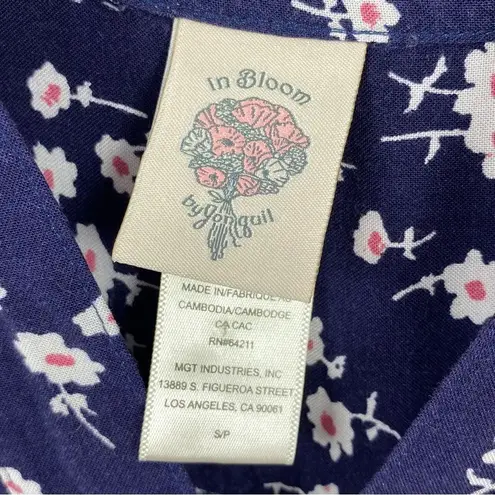 In Bloom
by Jonquil
MADE IN/FABRIQUE AU
CAMBODIA/CAMBODGE
CA CAC
RN#64211
MGT INDUSTRIES, INC
13889 S. FIGUEROA STREET
LOS ANGELES, CA 90061
S/P